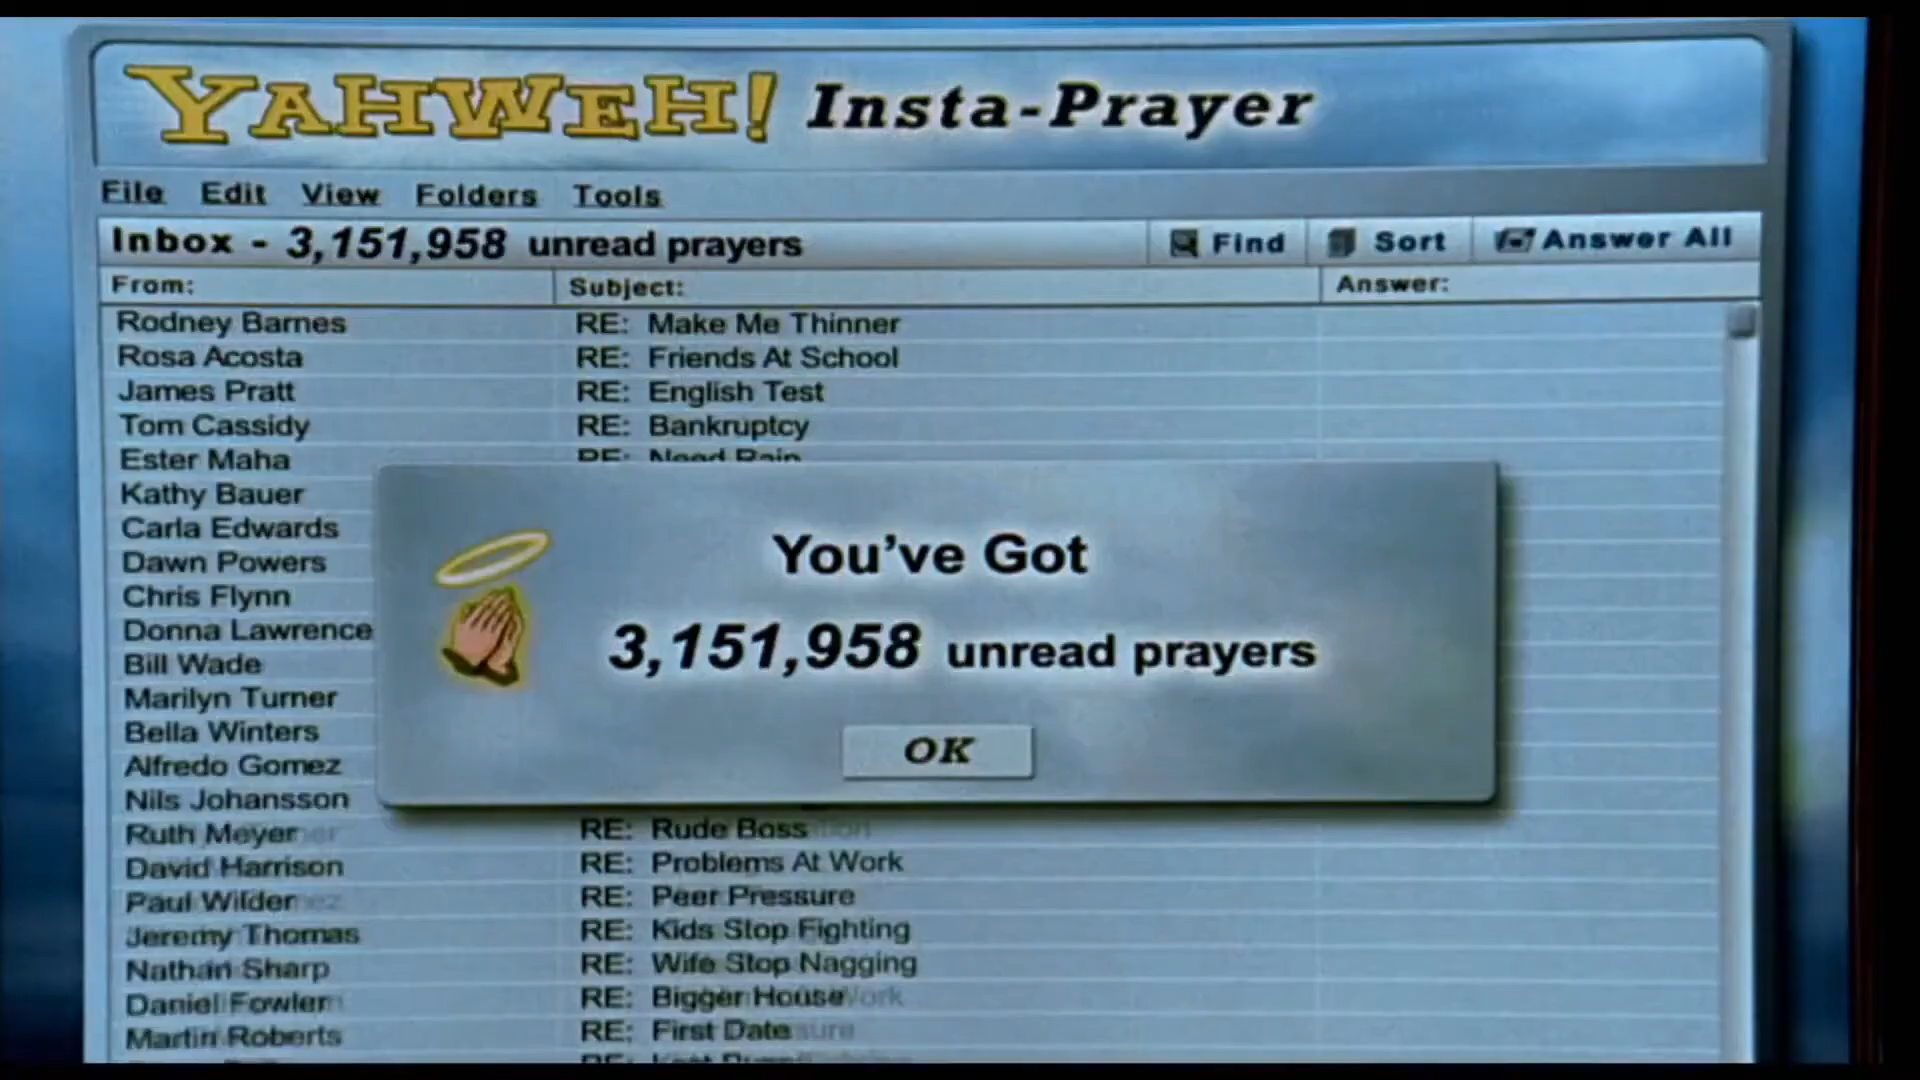 YAHWEH! Insta-Prayer
File Edit View Folders Tools
Inbox - 3,151,958 unread prayers Find Sort Answer All
From: Subject: Answer:
Rodney Barnes RE: Make Me Thinner
Rosa Acosta RE: Friends At School
James Pratt RE: English Test
Tom Cassidy RE: Bankruptcy
Ester Maha RE: Need Rain
Kathy Bauer
Carla Edwards
Dawn Powers
Chris Flynn
Donna Lawrence
Bill Wade
Marilyn Turner
Bella Winters
Alfredo Gomez
Nils Johansson
You've Got
3,151,958 unread prayers
OK
Ruth Meyer RE: Rude Boss
David Harrison RE: Problems At Work
Paul Wilder RE: Peer Pressure
Jeremy Thomas RE: Kids Stop Fighting
Nathan Sharp RE: Wife Stop Nagging
Daniel Fowler RE: Bigger House
Martin Roberts RE: First Date